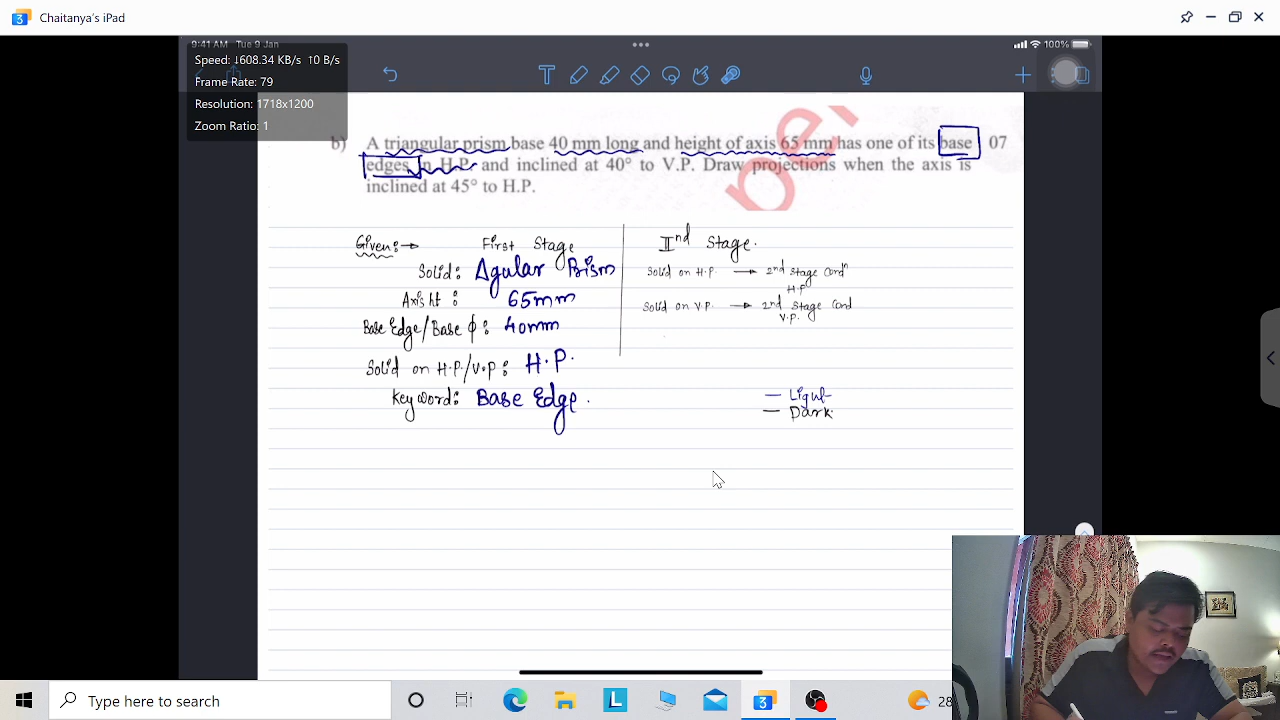 Chaitanya's iPad
9:41 AM Tue 9 Jan
100%
Speed: ↓608.34 KB/s 10 B/s
Frame Rate: 79
Resolution: 1718x1200
Zoom Ratio: 1
b) A triangular prism base 40 mm long and height of axis 65 mm has one of its base 07
edges in H.P. and inclined at 40° to V.P. Draw projections when the axis is
inclined at 45° to H.P.
Given:→ First Stage
Solid: Δgular Prism
Axis ht : 65mm
Base Edge/Base ϕ: 40mm
Solid on H.P/V.P: H.P.
keyword: Base Edge.
IInd Stage.
Solid on H.P. → 2nd Stage Condn
H.P
Solid on V.P. → 2nd Stage Cond
V.P.
— Light
— Dark.
Type here to search
28